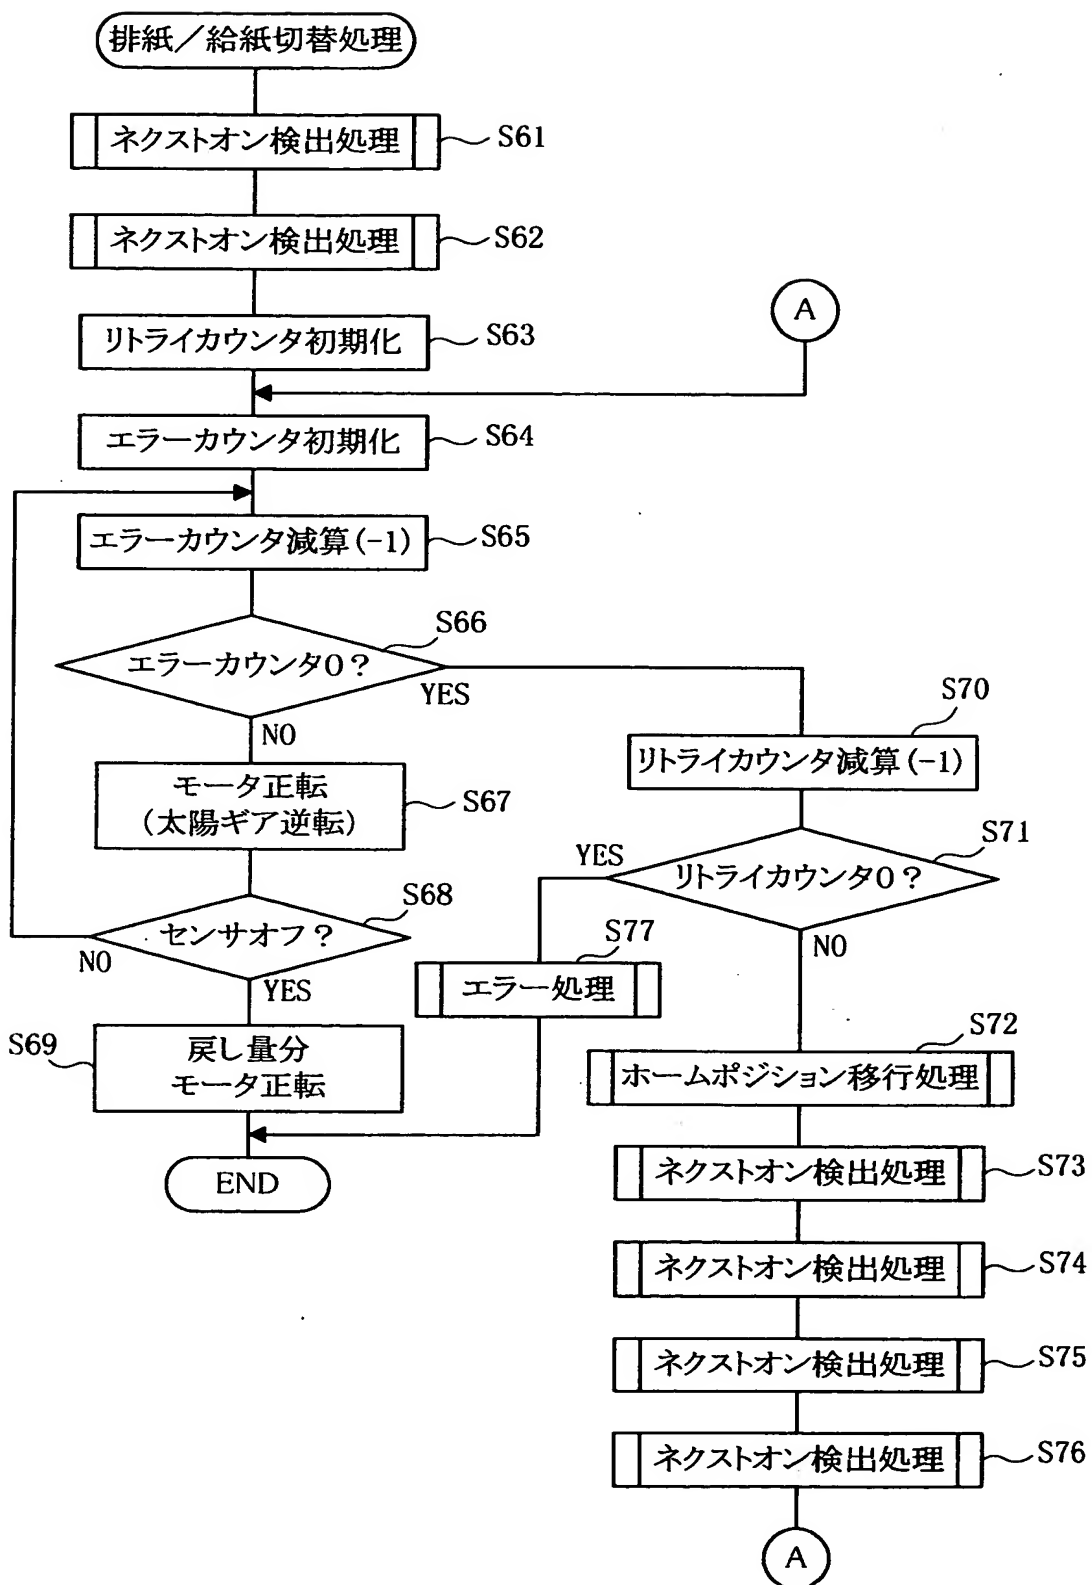 排紙／給紙切替処理
ネクストオン検出処理
S61
ネクストオン検出処理
S62
リトライカウンタ初期化
S63
A
エラーカウンタ初期化
S64
エラーカウンタ減算(-1)
S65
エラーカウンタ0？
S66
YES
NO
モータ正転
(太陽ギア逆転)
S67
センサオフ？
S68
NO
YES
戻し量分
モータ正転
S69
END
リトライカウンタ減算(-1)
S70
リトライカウンタ0？
S71
YES
NO
エラー処理
S77
ホームポジション移行処理
S72
ネクストオン検出処理
S73
ネクストオン検出処理
S74
ネクストオン検出処理
S75
ネクストオン検出処理
S76
A